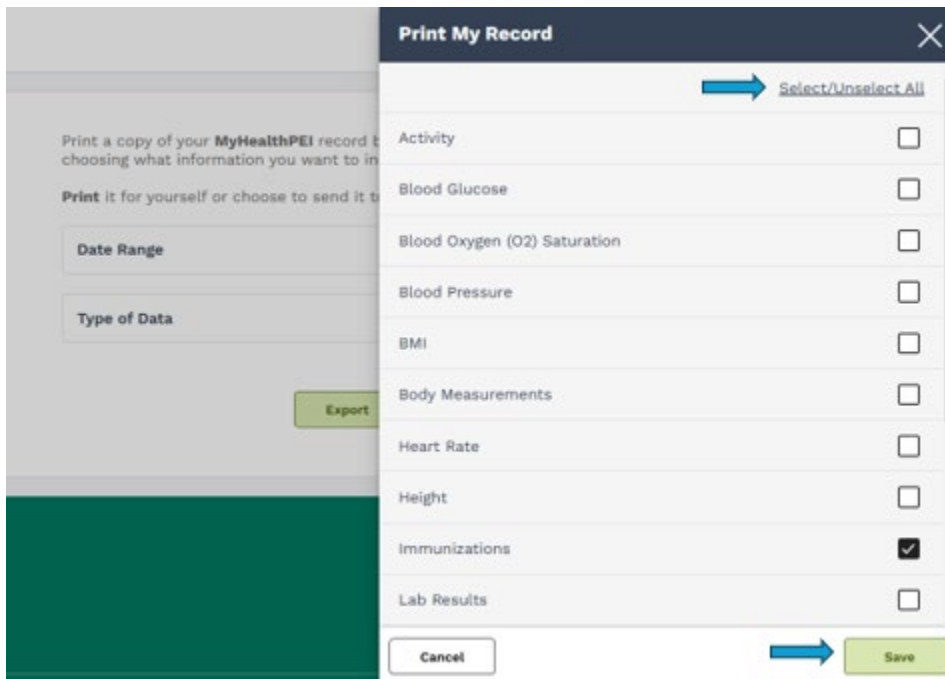 Print My Record
Select/Unselect All
Print a copy of your MyHealthPEI record
choosing what information you want to in
Print it for yourself or choose to send it
Date Range
Type of Data
Export
Activity
Blood Glucose
Blood Oxygen (O2) Saturation
Blood Pressure
BMI
Body Measurements
Heart Rate
Height
Immunizations
Lab Results
Cancel
Save